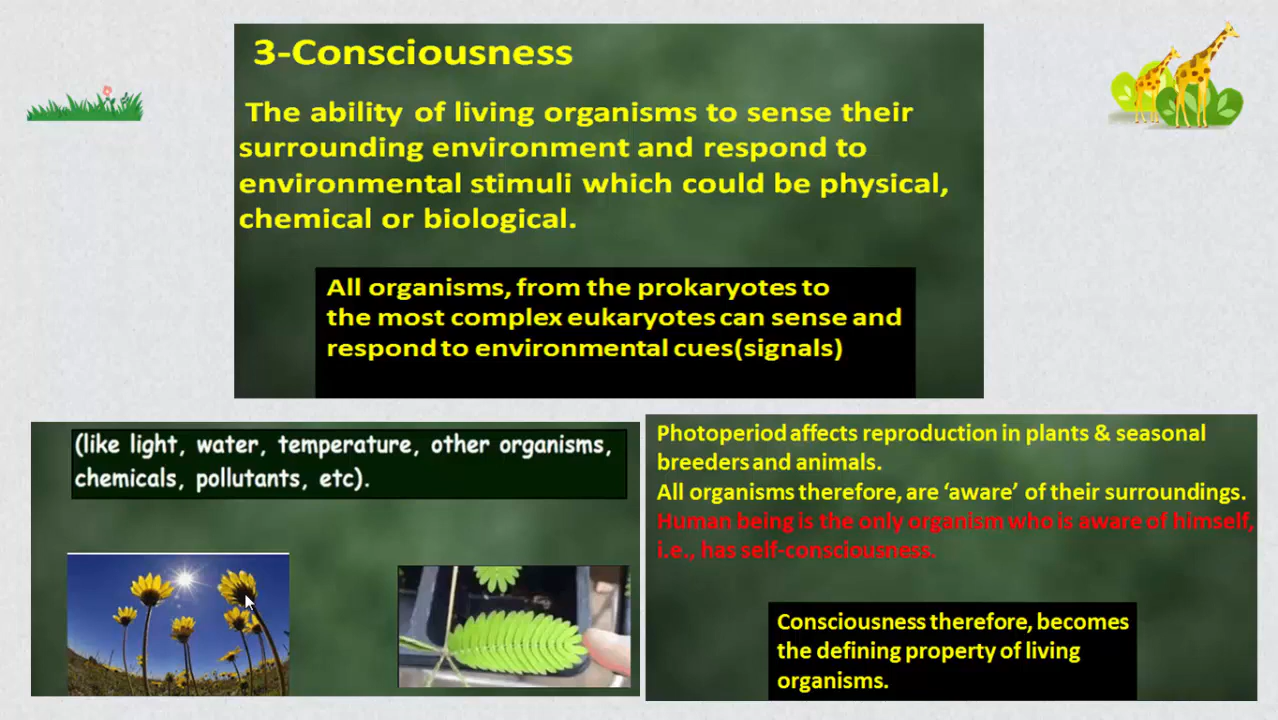 3-Consciousness
The ability of living organisms to sense their
surrounding environment and respond to
environmental stimuli which could be physical,
chemical or biological.
All organisms, from the prokaryotes to
the most complex eukaryotes can sense and
respond to environmental cues(signals)
(like light, water, temperature, other organisms,
chemicals, pollutants, etc).
Photoperiod affects reproduction in plants & seasonal
breeders and animals.
All organisms therefore, are ‘aware’ of their surroundings.
Human being is the only organism who is aware of himself,
i.e., has self-consciousness.
Consciousness therefore, becomes
the defining property of living
organisms.